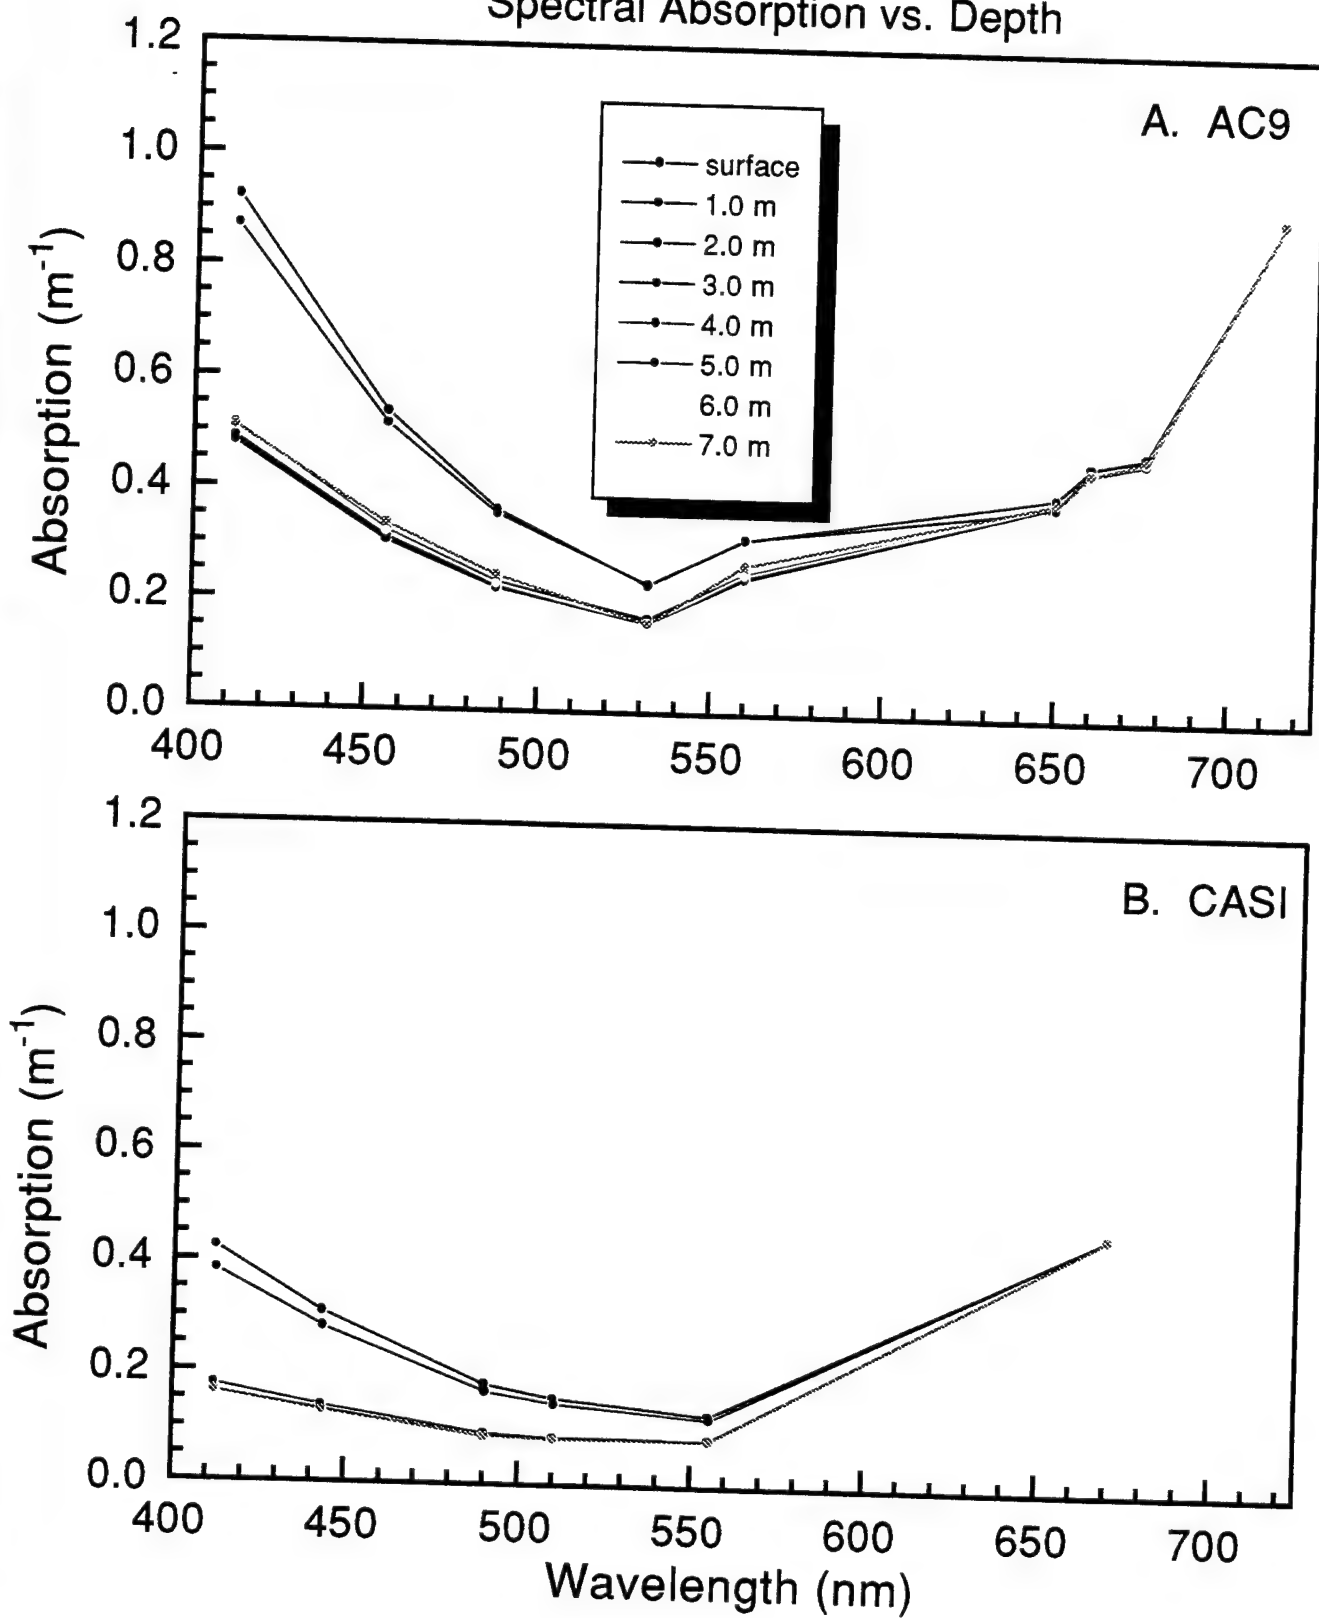 Spectral Absorption vs. Depth
A. AC9
surface
1.0 m
2.0 m
3.0 m
4.0 m
5.0 m
6.0 m
7.0 m
Absorption (m⁻¹)
1.2
1.0
0.8
0.6
0.4
0.2
0.0
400 450 500 550 600 650 700
B. CASI
Absorption (m⁻¹)
1.2
1.0
0.8
0.6
0.4
0.2
0.0
400 450 500 550 600 650 700
Wavelength (nm)